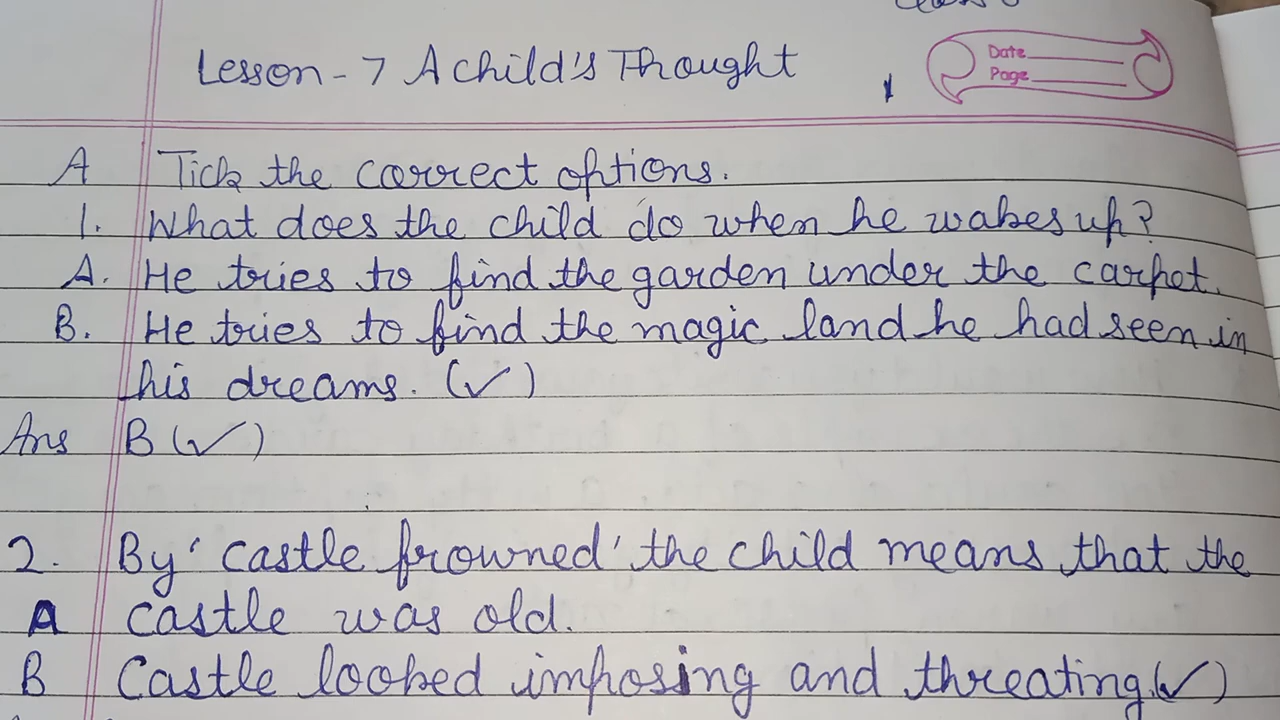 Lesson - 7 A child's Thought
Date
Page
A Tick the correct options.
1. What does the child do when he wakes up?
A. He tries to find the garden under the carpet.
B. He tries to find the magic land he had seen in
his dreams. (✓)
Ans B (✓)
2. By 'castle frowned' the child means that the
A castle was old.
B Castle looked imposing and threating. (✓)